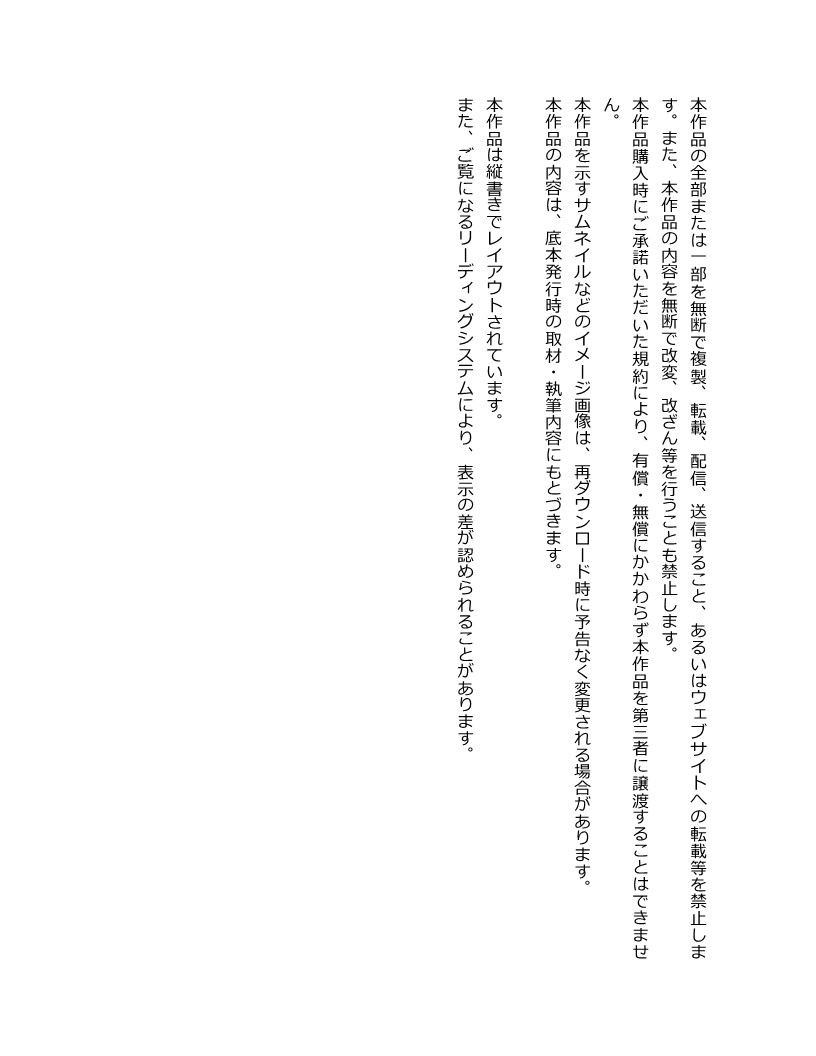 本作品の全部または一部を無断で複製、転載、配信、送信すること、あるいはウェブサイトへの転載等を禁止しま
す。また、本作品の内容を無断で改変、改ざん等を行うことも禁止します。
本作品購入時にご承諾いただいた規約により、有償・無償にかかわらず本作品を第三者に譲渡することはできませ
ん。
本作品を示すサムネイルなどのイメージ画像は、再ダウンロード時に予告なく変更される場合があります。
本作品の内容は、底本発行時の取材・執筆内容にもとづきます。
本作品は縦書きでレイアウトされています。
また、ご覧になるリーディングシステムにより、表示の差が認められることがあります。